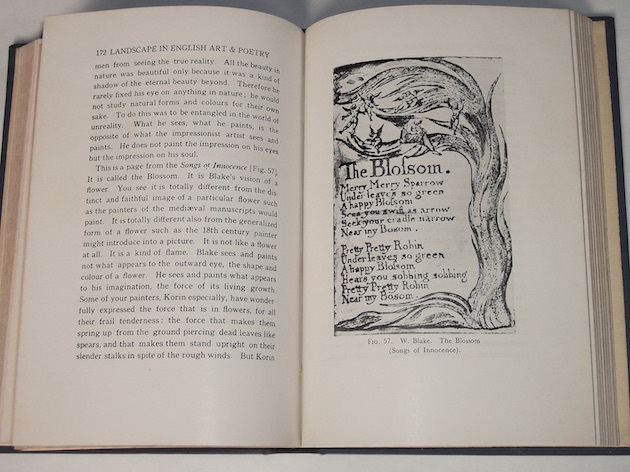 172 LANDSCAPE IN ENGLISH ART & POETRY
men from seeing the true reality. All the beauty in
nature was beautiful only because it was a kind of
shadow of the eternal beauty beyond. Therefore he
rarely fixed his eye on anything in nature; he would
not study natural forms and colours for their own
sake. To do this was to be entangled in the world of
unreality. What he sees, what he paints, is the
opposite of what the impressionist artist sees and
paints. He does not paint the impression on his eyes
but the impression on his soul.
This is a page from the Songs of Innocence [Fig. 57].
It is called the Blossom. It is Blake's vision of a
flower. You see it is totally different from the dis-
tinct and faithful image of a particular flower such
as the painters of the mediæval manuscripts would
paint. It is totally different also from the generalized
form of a flower such as the 18th century painter
might introduce into a picture. It is not like a flower
at all. It is a kind of flame. Blake sees and paints
not what appears to the outward eye, the shape and
colour of a flower. He sees and paints what appears
to his imagination, the force of its living growth.
Some of your painters, Korin especially, have wonder
fully expressed the force that is in flowers, for all
their frail tenderness: the force that makes them
spring up from the ground piercing dead leaves like
spears, and that makes them stand upright on their
slender stalks in spite of the rough winds. But Korin
The Blossom.
Merry Merry Sparrow
Under leaves so green
A happy Blossom
Sees you swift as arrow
Seek your cradle narrow
Near my Bosom.
Pretty Pretty Robin
Under leaves so green
A happy Blossom
Hears you sobbing sobbing
Pretty Pretty Robin
Near my Bosom.
FIG. 57. W. Blake. The Blossom
(Songs of Innocence).